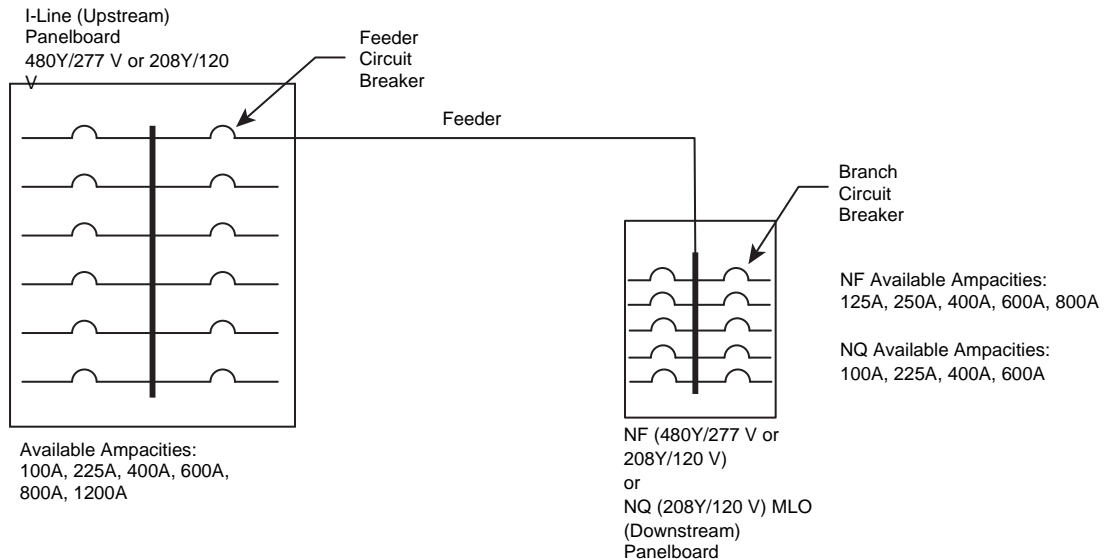 I-Line (Upstream)
Panelboard
480Y/277 V or 208Y/120
V
Feeder
Circuit
Breaker
Feeder
Branch
Circuit
Breaker
NF Available Ampacities:
125A, 250A, 400A, 600A, 800A
NQ Available Ampacities:
100A, 225A, 400A, 600A
Available Ampacities:
100A, 225A, 400A, 600A,
800A, 1200A
NF (480Y/277 V or
208Y/120 V)
or
NQ (208Y/120 V) MLO
(Downstream)
Panelboard